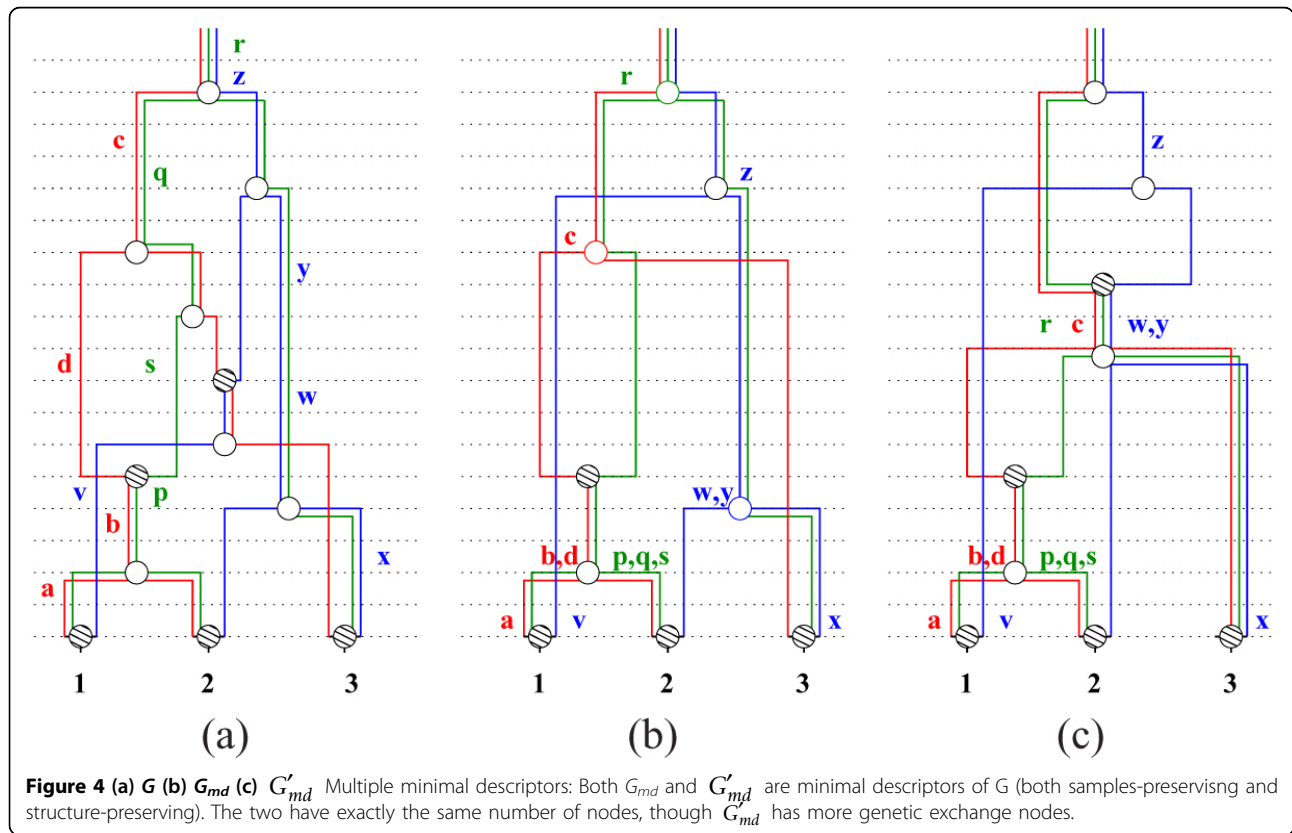 r
z
c
q
y
d
s
w
v
p
b
x
a
1 2 3
(a)
r
z
c
w,y
b,d p,q,s
a v x
1 2 3
(b)
z
r c w,y
b,d p,q,s
a v x
1 2 3
(c)
Figure 4 (a) G (b) Gmd (c) G′md Multiple minimal descriptors: Both Gmd and G′md are minimal descriptors of G (both samples-preservisng and
structure-preserving). The two have exactly the same number of nodes, though G′md has more genetic exchange nodes.